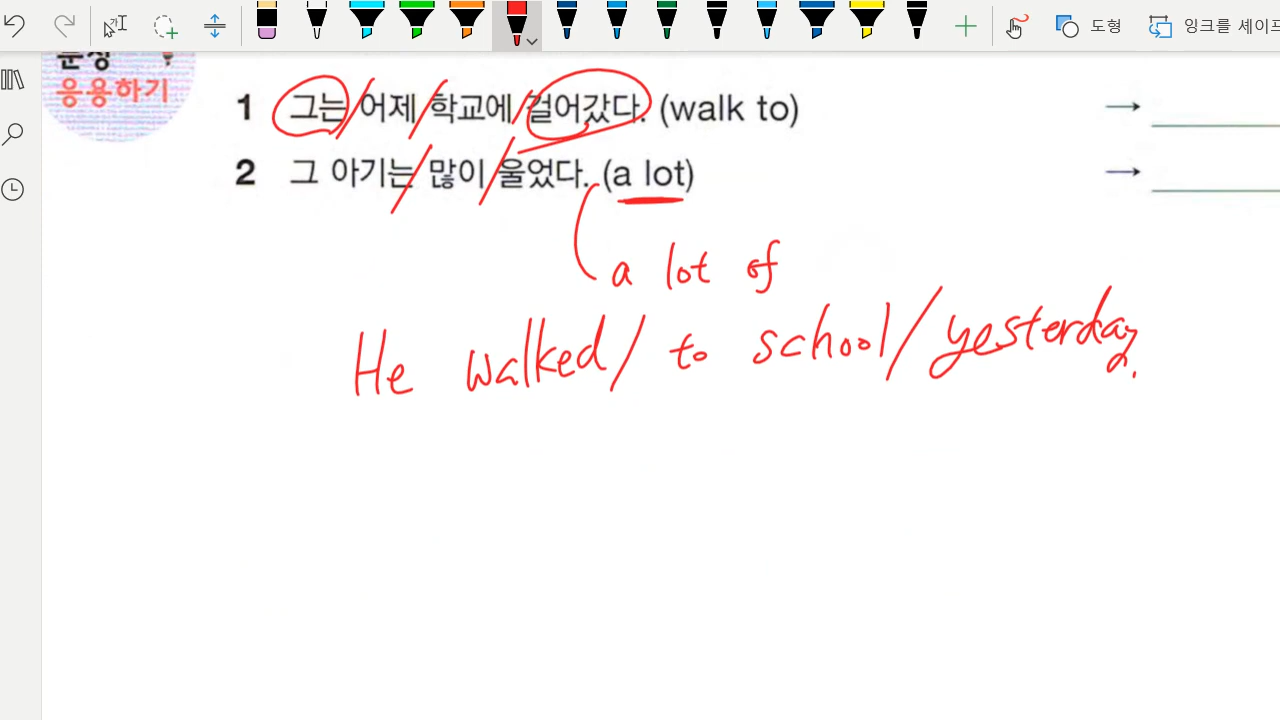 도형
잉크를 셰이프
문장
응용하기
1 그는 어제 학교에 걸어갔다. (walk to) →
2 그 아기는 많이 울었다. (a lot) →
a lot of
He walked / to school / yesterday.